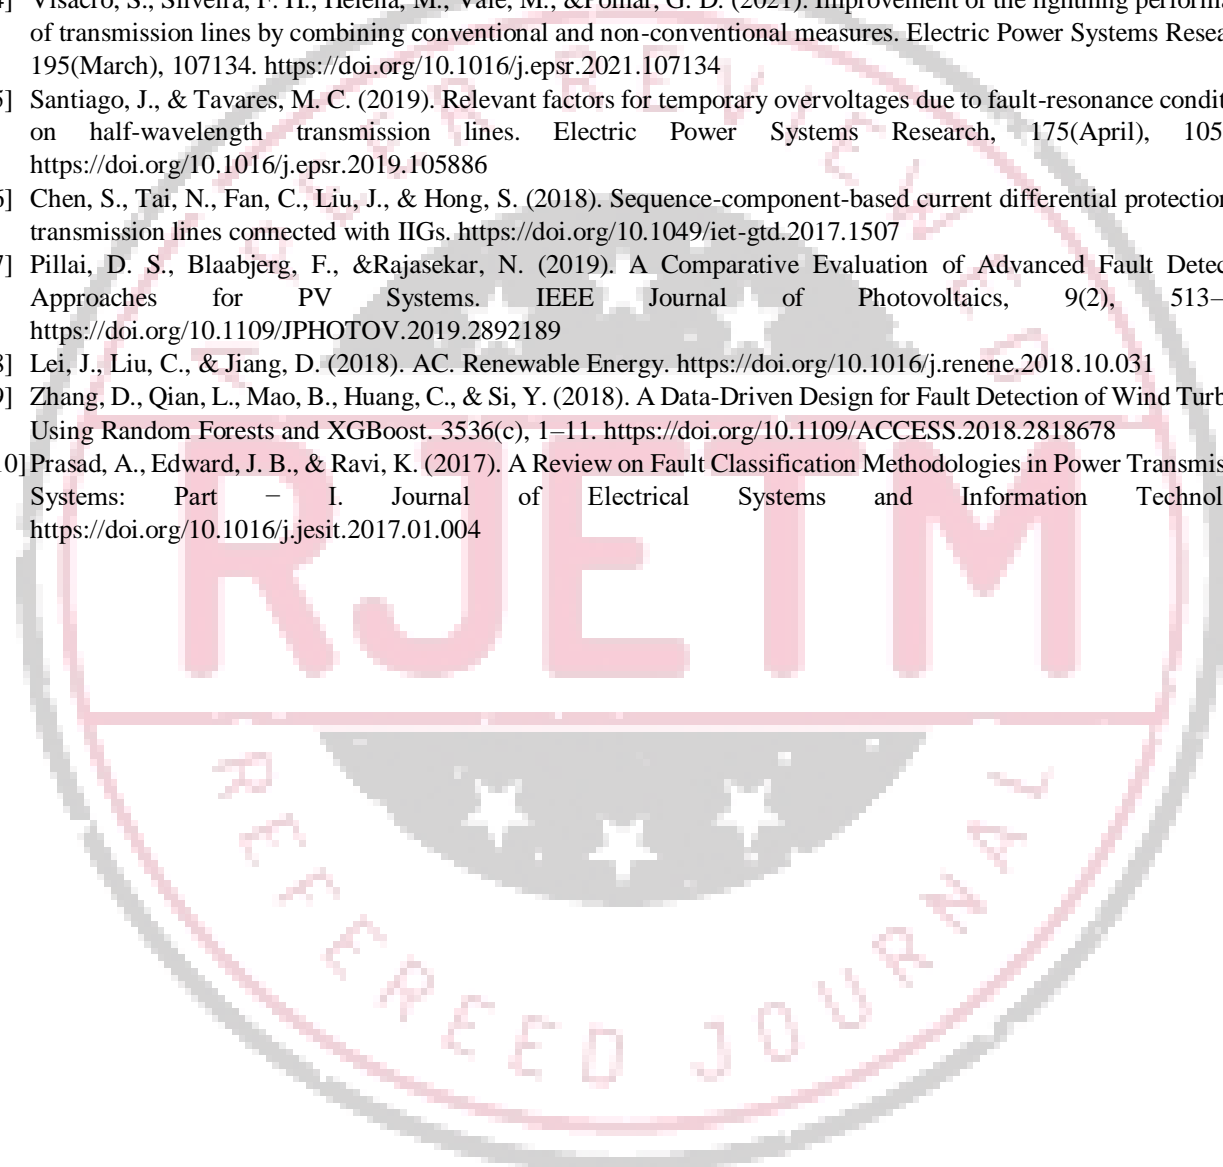 4] Visacro, S., Silveira, F. H., Helena, M., Vale, M., &Pomar, G. D. (2021). Improvement of the lightning performa
of transmission lines by combining conventional and non-conventional measures. Electric Power Systems Resea
195(March), 107134. https://doi.org/10.1016/j.epsr.2021.107134
5] Santiago, J., & Tavares, M. C. (2019). Relevant factors for temporary overvoltages due to fault-resonance condit
on half-wavelength transmission lines. Electric Power Systems Research, 175(April), 105
https://doi.org/10.1016/j.epsr.2019.105886
6] Chen, S., Tai, N., Fan, C., Liu, J., & Hong, S. (2018). Sequence-component-based current differential protection
transmission lines connected with IIGs. https://doi.org/10.1049/iet-gtd.2017.1507
7] Pillai, D. S., Blaabjerg, F., &Rajasekar, N. (2019). A Comparative Evaluation of Advanced Fault Detec
Approaches for PV Systems. IEEE Journal of Photovoltaics, 9(2), 513–
https://doi.org/10.1109/JPHOTOV.2019.2892189
8] Lei, J., Liu, C., & Jiang, D. (2018). AC. Renewable Energy. https://doi.org/10.1016/j.renene.2018.10.031
9] Zhang, D., Qian, L., Mao, B., Huang, C., & Si, Y. (2018). A Data-Driven Design for Fault Detection of Wind Turb
Using Random Forests and XGBoost. 3536(c), 1–11. https://doi.org/10.1109/ACCESS.2018.2818678
10] Prasad, A., Edward, J. B., & Ravi, K. (2017). A Review on Fault Classification Methodologies in Power Transmis
Systems: Part − I. Journal of Electrical Systems and Information Technol
https://doi.org/10.1016/j.jesit.2017.01.004
PEER REVIEWED
RJETM
REFEREED JOURNAL